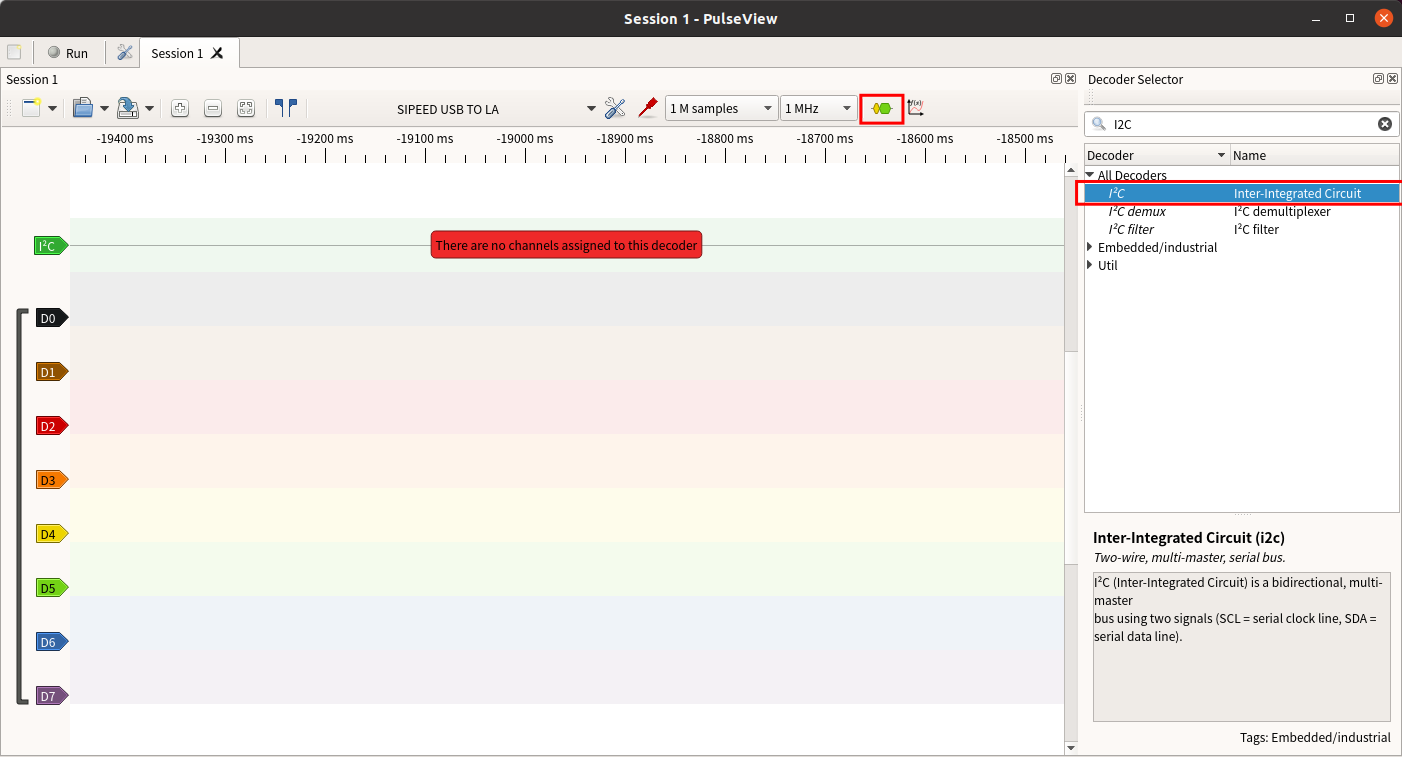 Session 1 - PulseView
Run
Session 1
Session 1
Decoder Selector
SIPEED USB TO LA
1 M samples
1 MHz
f(x)
I2C
-19400 ms
-19300 ms
-19200 ms
-19100 ms
-19000 ms
-18900 ms
-18800 ms
-18700 ms
-18600 ms
-18500 ms
Decoder
Name
All Decoders
I²C
Inter-Integrated Circuit
I²C demux
I²C demultiplexer
I²C filter
I²C filter
Embedded/industrial
Util
I²C
There are no channels assigned to this decoder
D0
D1
D2
D3
D4
D5
D6
D7
Inter-Integrated Circuit (i2c)
Two-wire, multi-master, serial bus.
I²C (Inter-Integrated Circuit) is a bidirectional, multi-
master
bus using two signals (SCL = serial clock line, SDA =
serial data line).
Tags: Embedded/industrial